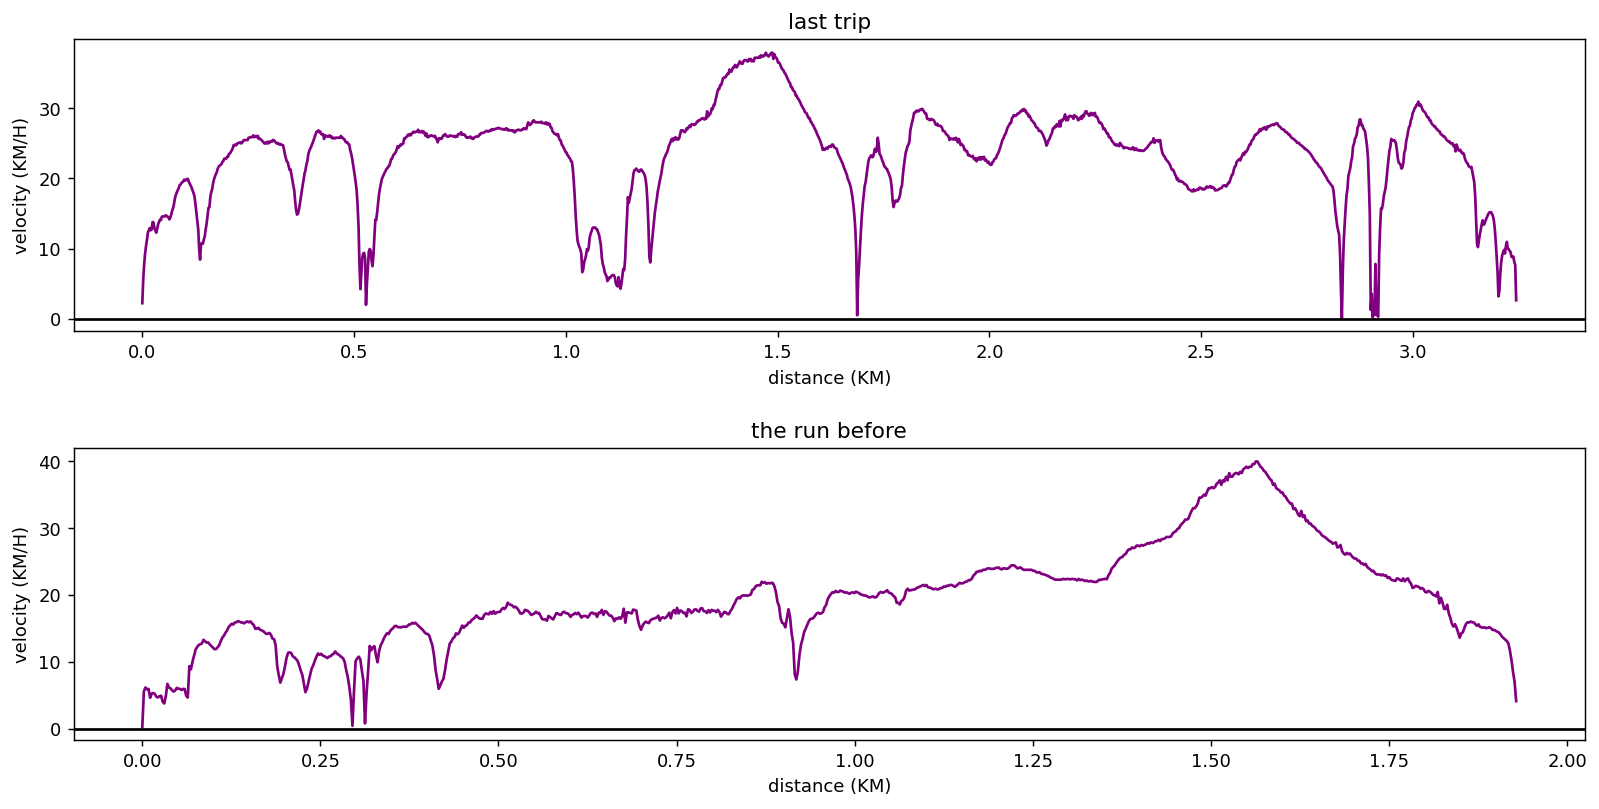 last trip
velocity (KM/H)
30
20
10
0
0.0 0.5 1.0 1.5 2.0 2.5 3.0
distance (KM)
the run before
velocity (KM/H)
40
30
20
10
0
0.00 0.25 0.50 0.75 1.00 1.25 1.50 1.75 2.00
distance (KM)